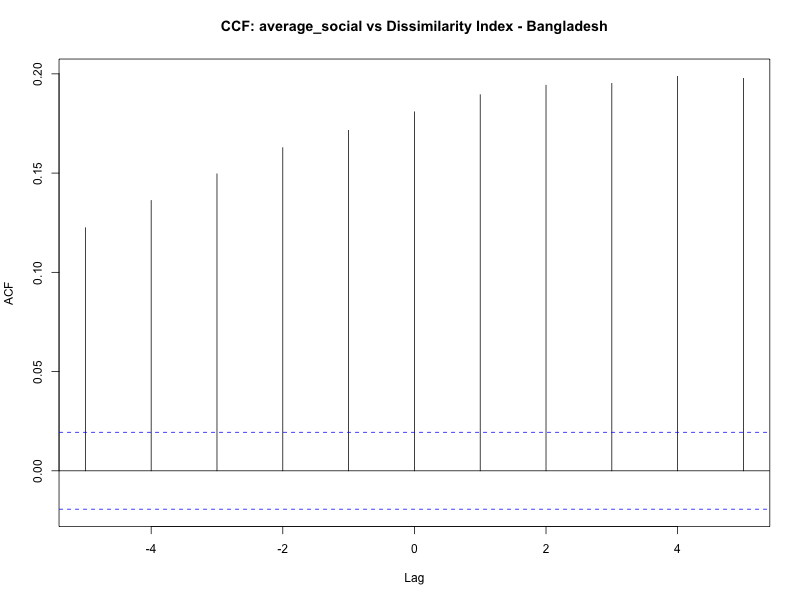 CCF: average_social vs Dissimilarity Index - Bangladesh
0.20
0.15
0.10
0.05
0.00
ACF
-4 -2 0 2 4
Lag